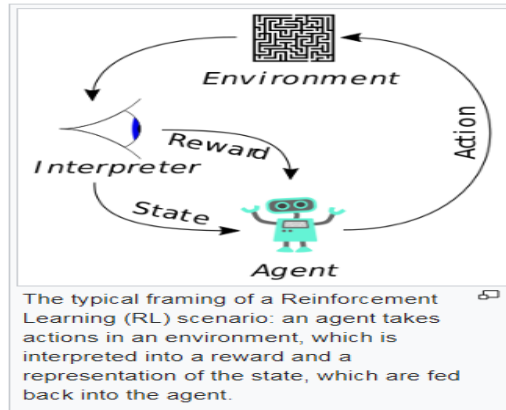 Environment
Reward
Action
Interpreter
State
Agent
The typical framing of a Reinforcement
Learning (RL) scenario: an agent takes
actions in an environment, which is
interpreted into a reward and a
representation of the state, which are fed
back into the agent.